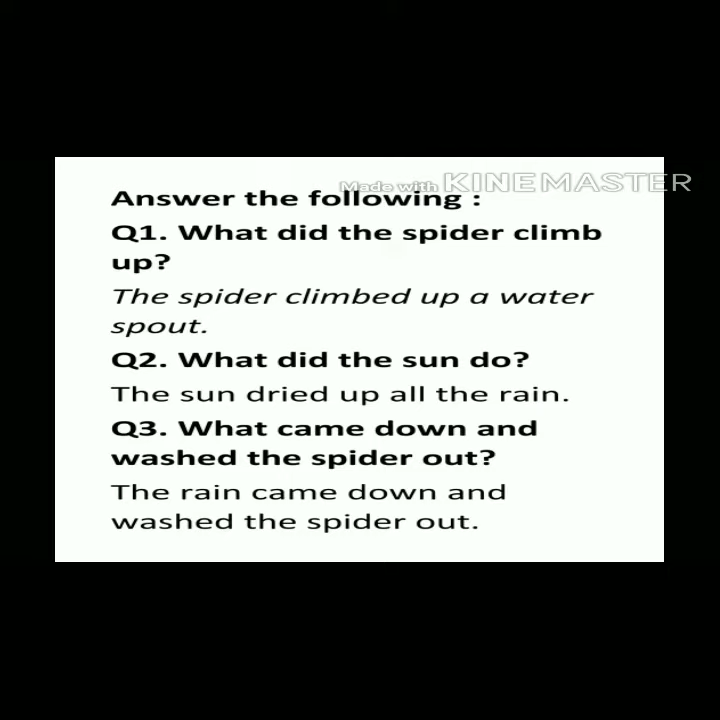 Made with KINEMASTER
Answer the following :
Q1. What did the spider climb
up?
The spider climbed up a water
spout.
Q2. What did the sun do?
The sun dried up all the rain.
Q3. What came down and
washed the spider out?
The rain came down and
washed the spider out.